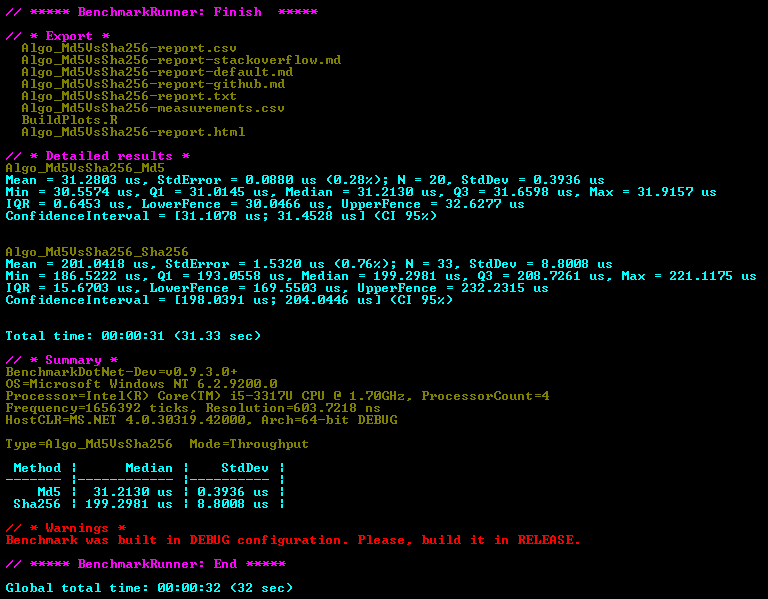 // ***** BenchmarkRunner: Finish  *****
// * Export *
Algo_Md5VsSha256-report.csv
Algo_Md5VsSha256-report-stackoverflow.md
Algo_Md5VsSha256-report-default.md
Algo_Md5VsSha256-report-github.md
Algo_Md5VsSha256-report.txt
Algo_Md5VsSha256-measurements.csv
BuildPlots.R
Algo_Md5VsSha256-report.html
// * Detailed results *
Algo_Md5VsSha256_Md5
Mean = 31.2803 us, StdError = 0.0880 us (0.28%); N = 20, StdDev = 0.3936 us
Min = 30.5574 us, Q1 = 31.0145 us, Median = 31.2130 us, Q3 = 31.6598 us, Max = 31.9157 us
IQR = 0.6453 us, LowerFence = 30.0466 us, UpperFence = 32.6277 us
ConfidenceInterval = [31.1078 us; 31.4528 us] (CI 95%)
Algo_Md5VsSha256_Sha256
Mean = 201.0418 us, StdError = 1.5320 us (0.76%); N = 33, StdDev = 8.8008 us
Min = 186.5222 us, Q1 = 193.0558 us, Median = 199.2981 us, Q3 = 208.7261 us, Max = 221.1175 us
IQR = 15.6703 us, LowerFence = 169.5503 us, UpperFence = 232.2315 us
ConfidenceInterval = [198.0391 us; 204.0446 us] (CI 95%)
Total time: 00:00:31 (31.33 sec)
// * Summary *
BenchmarkDotNet-Dev=v0.9.3.0+
OS=Microsoft Windows NT 6.2.9200.0
Processor=Intel(R) Core(TM) i5-3317U CPU @ 1.70GHz, ProcessorCount=4
Frequency=1656392 ticks, Resolution=603.7218 ns
HostCLR=MS.NET 4.0.30319.42000, Arch=64-bit DEBUG
Type=Algo_Md5VsSha256  Mode=Throughput
Method |      Median |    StdDev |
------- |------------ |---------- |
Md5 |  31.2130 us | 0.3936 us |
Sha256 | 199.2981 us | 8.8008 us |
// * Warnings *
Benchmark was built in DEBUG configuration. Please, build it in RELEASE.
// ***** BenchmarkRunner: End *****
Global total time: 00:00:32 (32 sec)